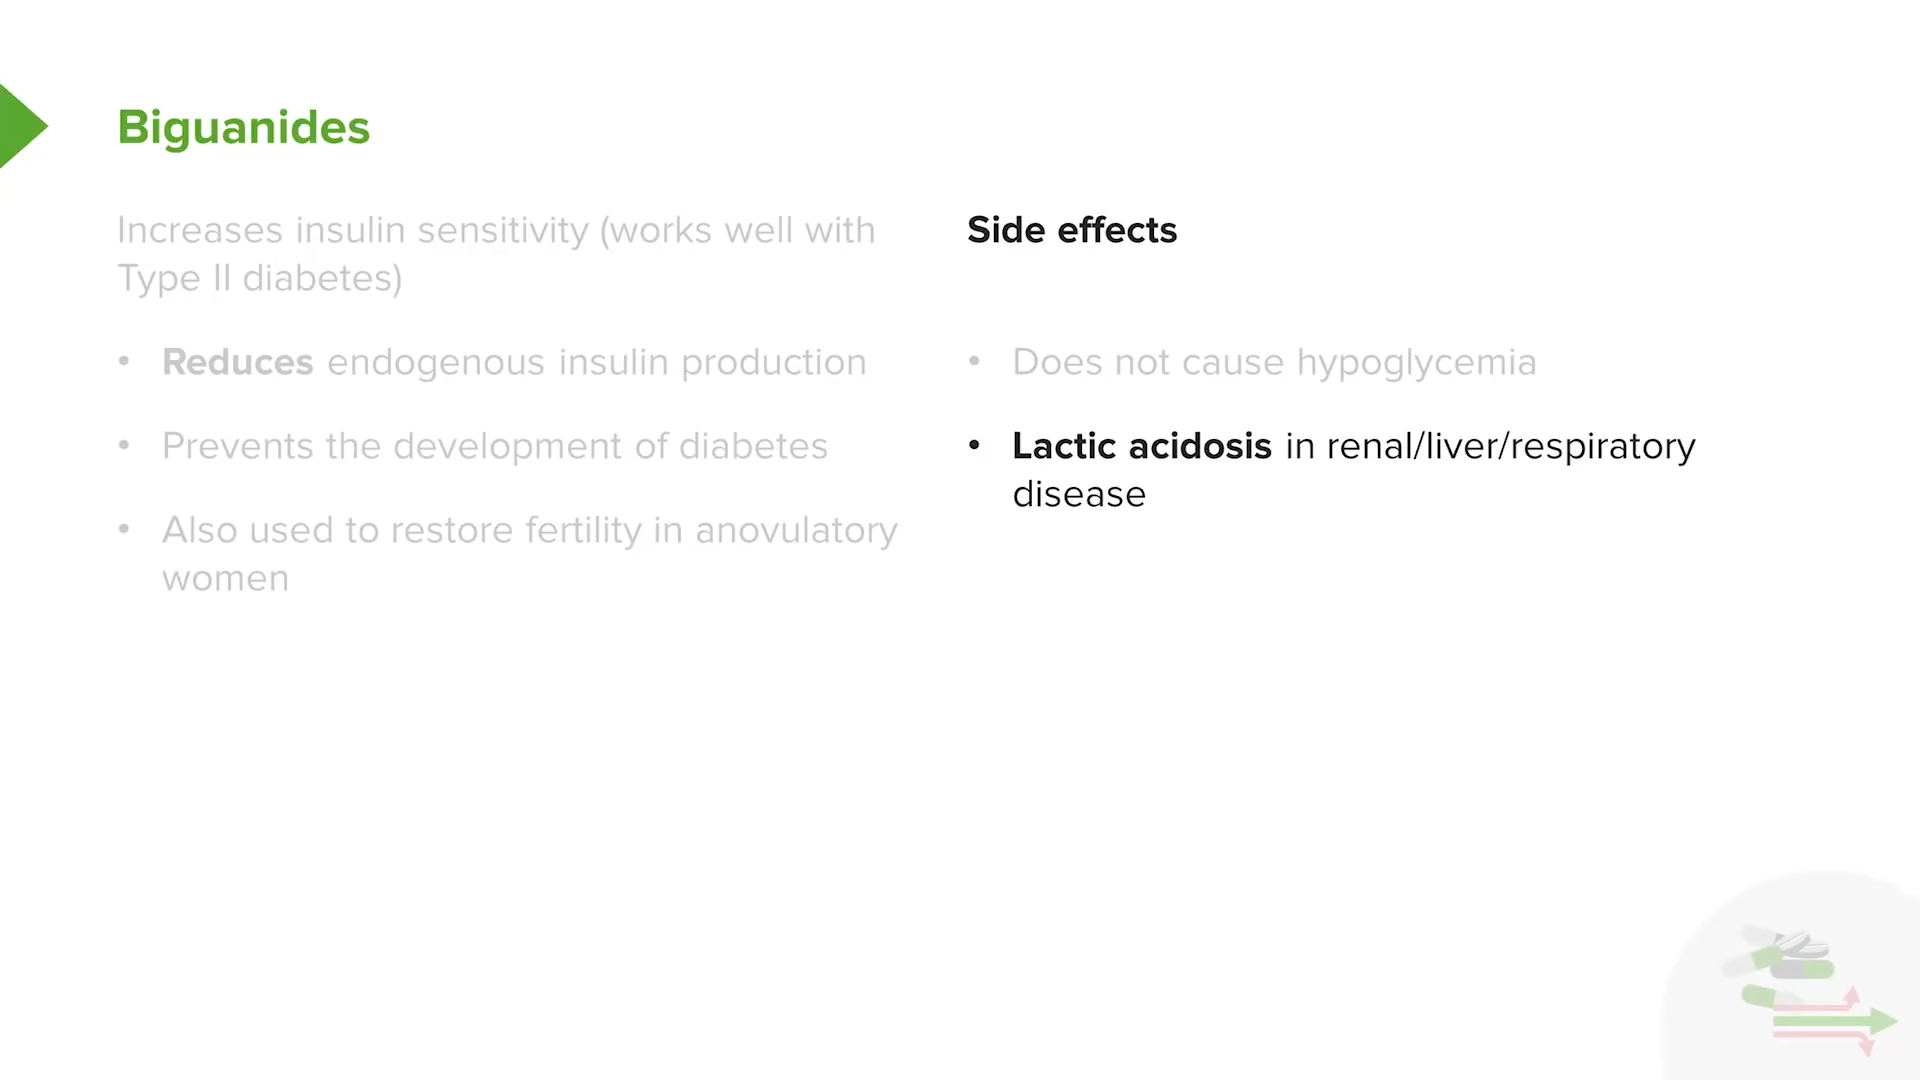 Biguanides
Increases insulin sensitivity (works well with
Type II diabetes)
• Reduces endogenous insulin production
• Prevents the development of diabetes
• Also used to restore fertility in anovulatory
women
Side effects
• Does not cause hypoglycemia
• Lactic acidosis in renal/liver/respiratory
disease